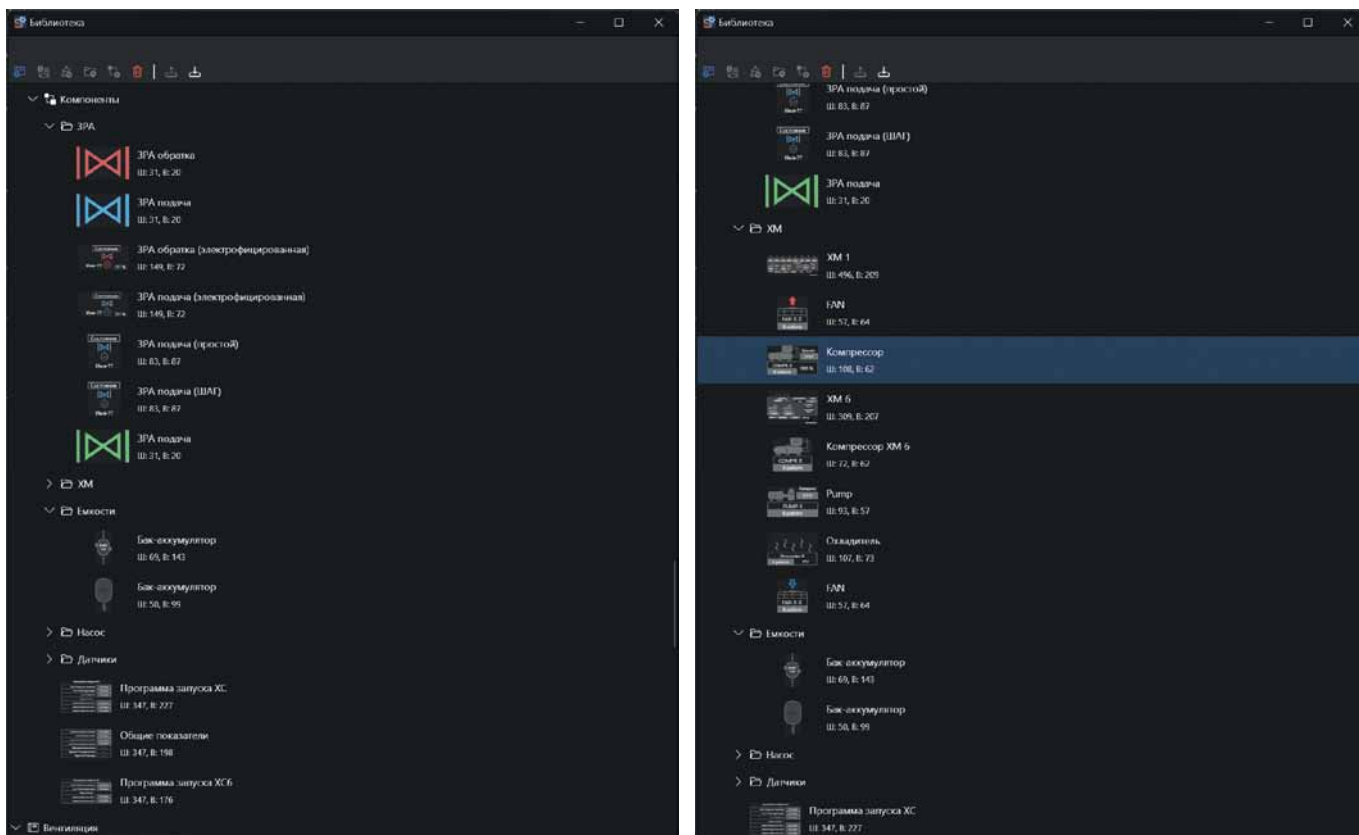 Библиотека
Компоненты
ЗРА
ЗРА обратка
Ш: 31, В: 20
ЗРА подача
Ш: 31, В: 20
ЗРА обратка (электрофицированная)
Ш: 149, В: 72
ЗРА подача (электрофицированная)
Ш: 149, В: 72
ЗРА подача (простой)
Ш: 83, В: 87
ЗРА подача (ШАГ)
Ш: 83, В: 87
ЗРА подача
Ш: 31, В: 20
ХМ
Емкости
Бак-аккумулятор
Ш: 69, В: 143
Бак-аккумулятор
Ш: 50, В: 99
Насос
Датчики
Программа запуска ХС
Ш: 347, В: 227
Общие показатели
Ш: 347, В: 198
Программа запуска ХС6
Ш: 347, В: 176
Вентиляция
Библиотека
ЗРА подача (простой)
Ш: 83, В: 87
ЗРА подача (ШАГ)
Ш: 83, В: 87
ЗРА подача
Ш: 31, В: 20
ХМ
ХМ 1
Ш: 496, В: 209
FAN
Ш: 57, В: 64
Компрессор
Ш: 108, В: 62
ХМ 6
Ш: 309, В: 207
Компрессор ХМ 6
Ш: 72, В: 62
Pump
Ш: 93, В: 57
Охладитель
Ш: 107, В: 73
FAN
Ш: 57, В: 64
Емкости
Бак-аккумулятор
Ш: 69, В: 143
Бак-аккумулятор
Ш: 50, В: 99
Насос
Датчики
Программа запуска ХС
Ш: 347, В: 227